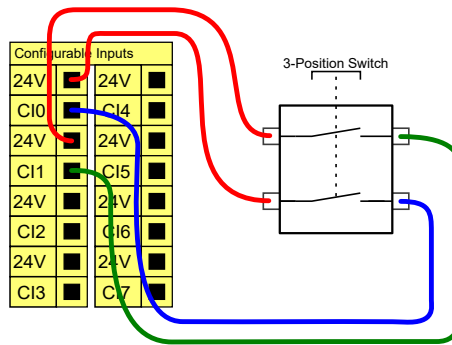 Configurable Inputs
3-Position Switch
24V 24V
CI0 CI4
24V 24V
CI1 CI5
24V 24V
CI2 CI6
24V 24V
CI3 CI7